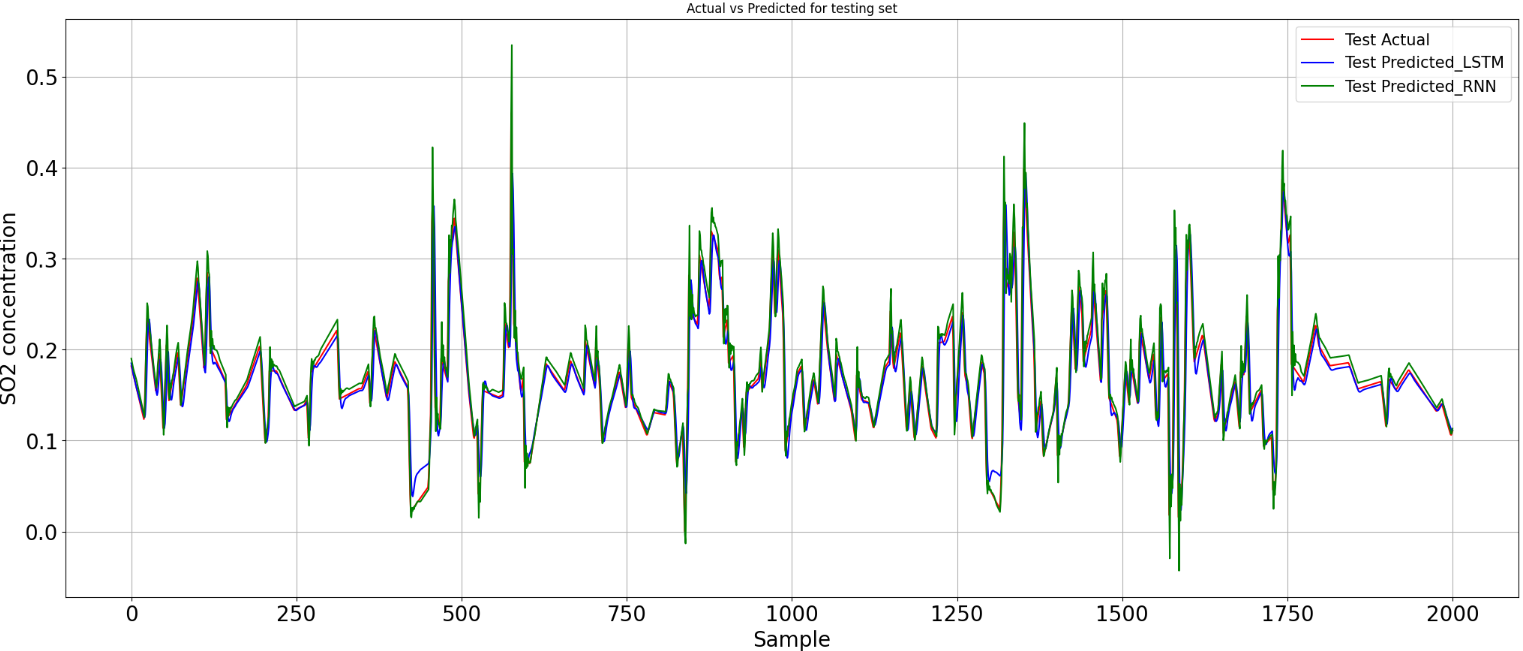 Actual vs Predicted for testing set
Test Actual
Test Predicted_LSTM
Test Predicted_RNN
SO2 concentration
0.5
0.4
0.3
0.2
0.1
0.0
0 250 500 750 1000 1250 1500 1750 2000
Sample